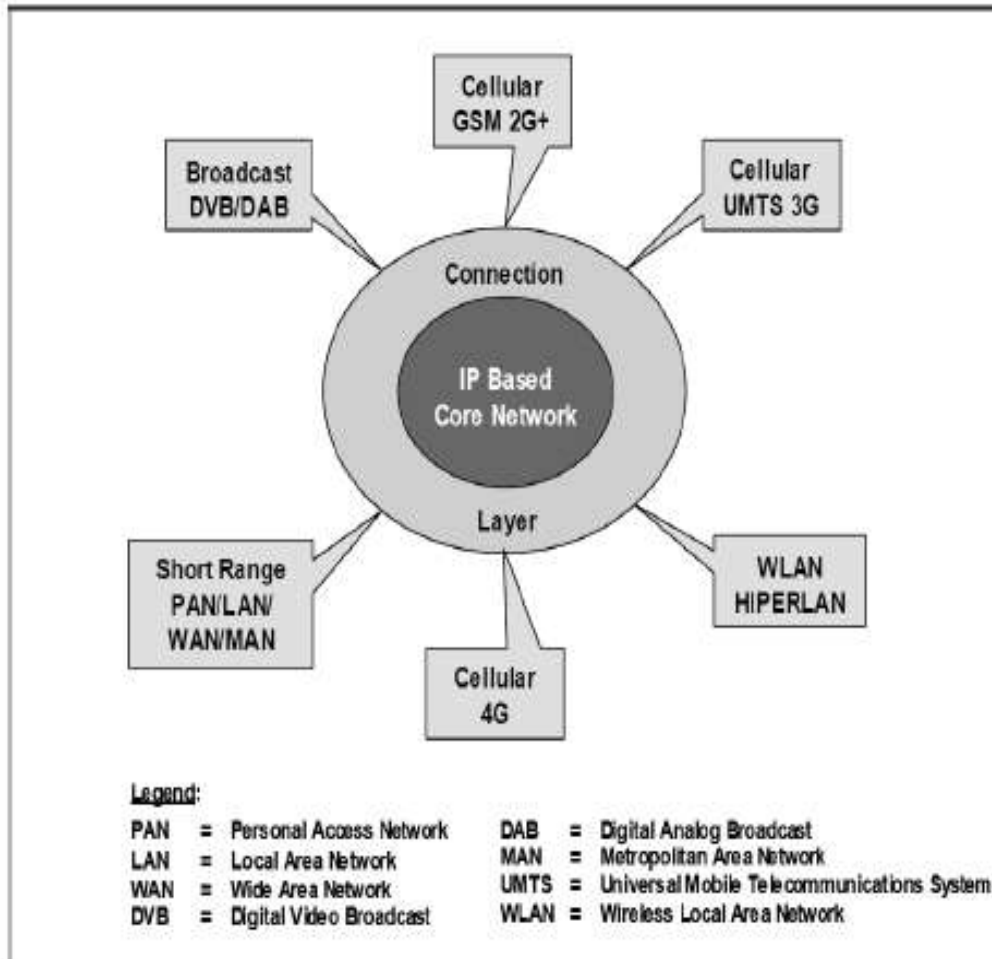 Cellular
GSM 2G+
Broadcast
DVB/DAB
Cellular
UMTS 3G
Connection
IP Based
Core Network
Layer
Short Range
PAN/LAN/
WAN/MAN
WLAN
HIPERLAN
Cellular
4G
Legend:
PAN = Personal Access Network
LAN = Local Area Network
WAN = Wide Area Network
DVB = Digital Video Broadcast
DAB = Digital Analog Broadcast
MAN = Metropolitan Area Network
UMTS = Universal Mobile Telecommunications System
WLAN = Wireless Local Area Network